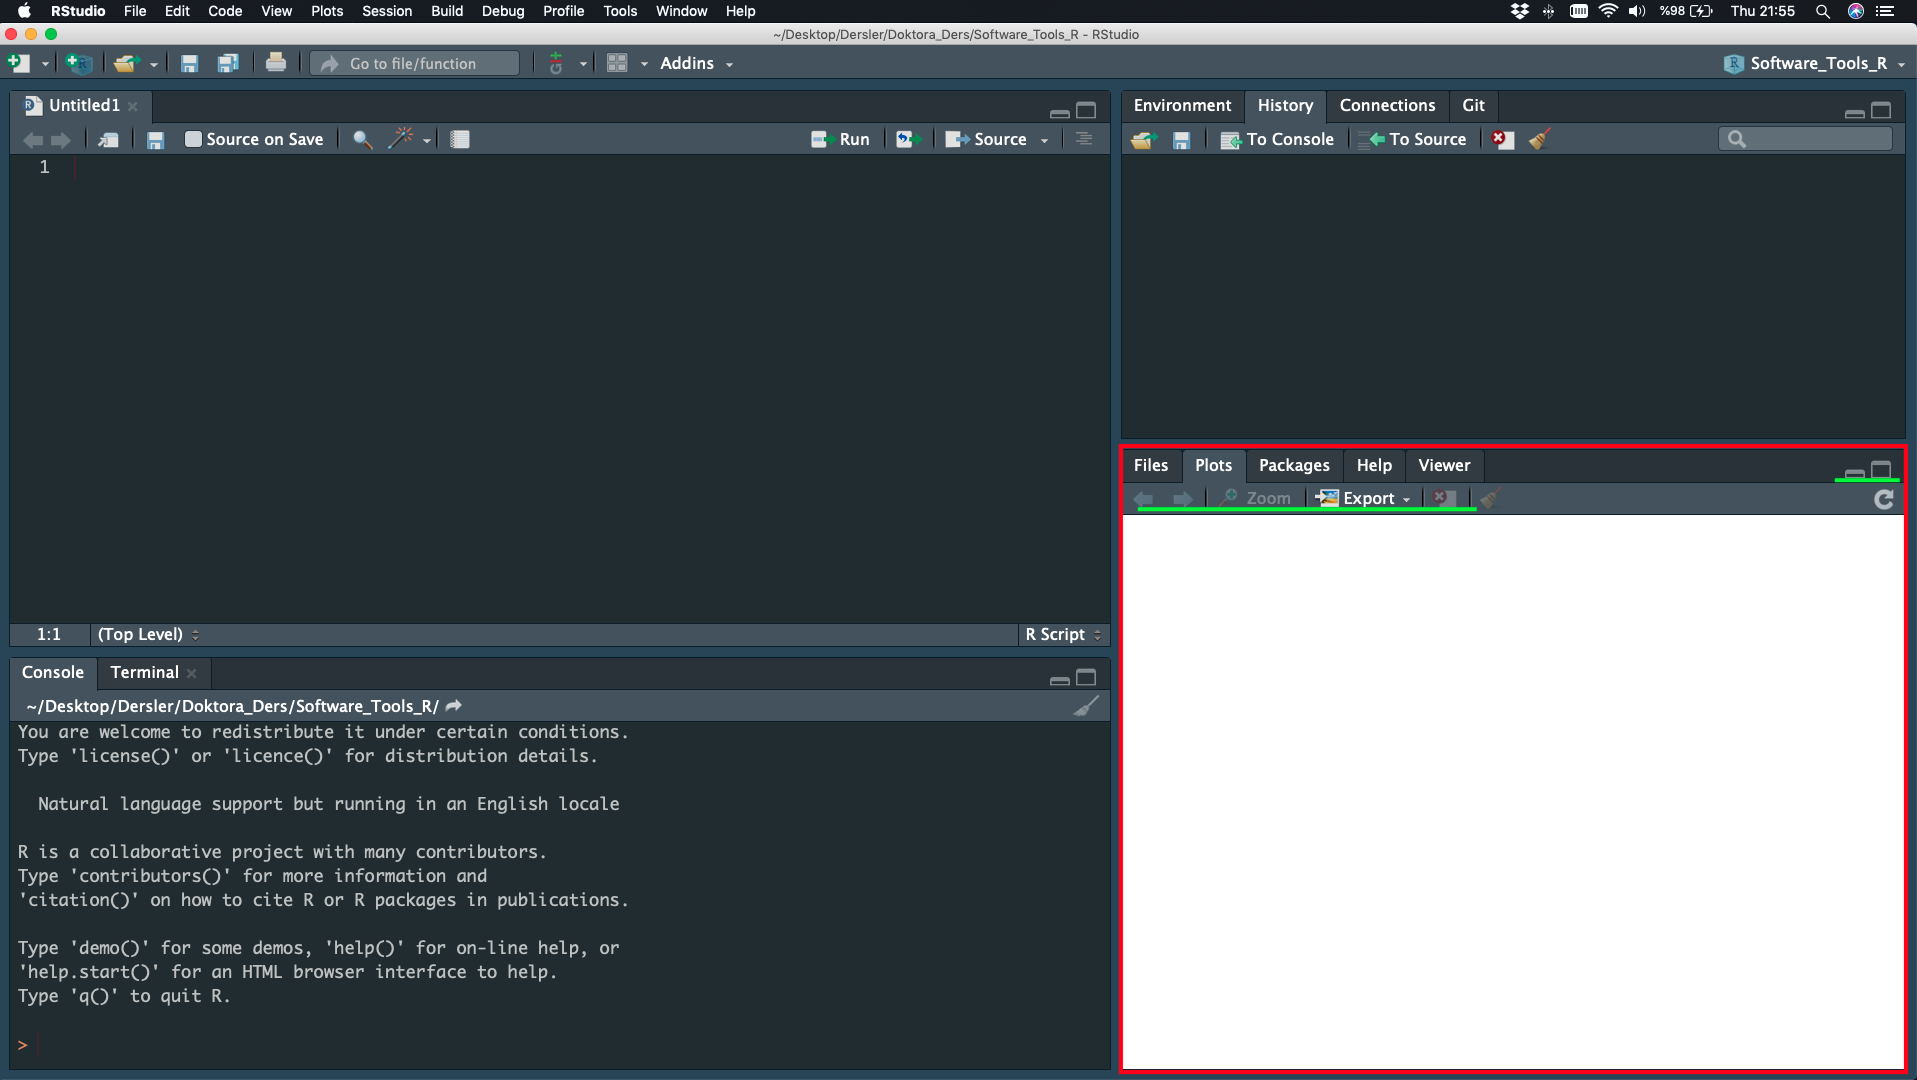 RStudio File Edit Code View Plots Session Build Debug Profile Tools Window Help %98 Thu 21:55
~/Desktop/Dersler/Doktora_Ders/Software_Tools_R - RStudio
Go to file/function Addins Software_Tools_R
Untitled1
Source on Save Run Source
1
1:1 (Top Level) R Script
Console Terminal
~/Desktop/Dersler/Doktora_Ders/Software_Tools_R/
You are welcome to redistribute it under certain conditions.
Type 'license()' or 'licence()' for distribution details.
Natural language support but running in an English locale
R is a collaborative project with many contributors.
Type 'contributors()' for more information and
'citation()' on how to cite R or R packages in publications.
Type 'demo()' for some demos, 'help()' for on-line help, or
'help.start()' for an HTML browser interface to help.
Type 'q()' to quit R.
>
Environment History Connections Git
To Console To Source
Files Plots Packages Help Viewer
Zoom Export